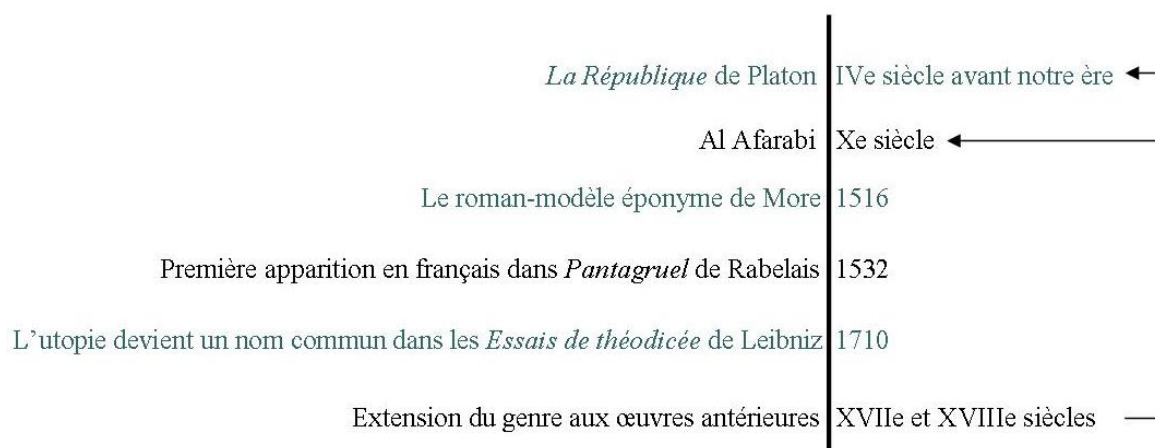 La République de Platon IVe siècle avant notre ère
Al Afarabi Xe siècle
Le roman-modèle éponyme de More 1516
Première apparition en français dans Pantagruel de Rabelais 1532
L’utopie devient un nom commun dans les Essais de théodicée de Leibniz 1710
Extension du genre aux œuvres antérieures XVIIe et XVIIIe siècles